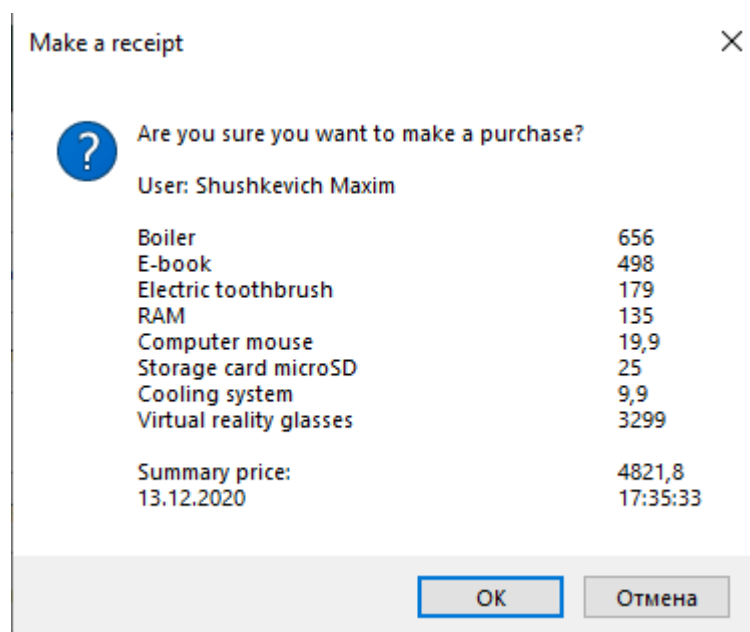 Make a receipt
Are you sure you want to make a purchase?
User: Shushkevich Maxim
Boiler 656
E-book 498
Electric toothbrush 179
RAM 135
Computer mouse 19,9
Storage card microSD 25
Cooling system 9,9
Virtual reality glasses 3299
Summary price: 4821,8
13.12.2020 17:35:33
OK Отмена